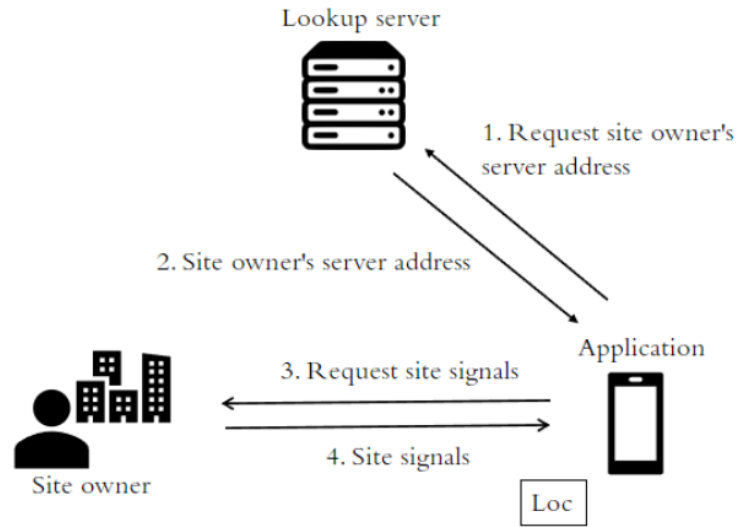 Lookup server
1. Request site owner's
server address
2. Site owner's server address
Application
3. Request site signals
4. Site signals
Site owner
Loc